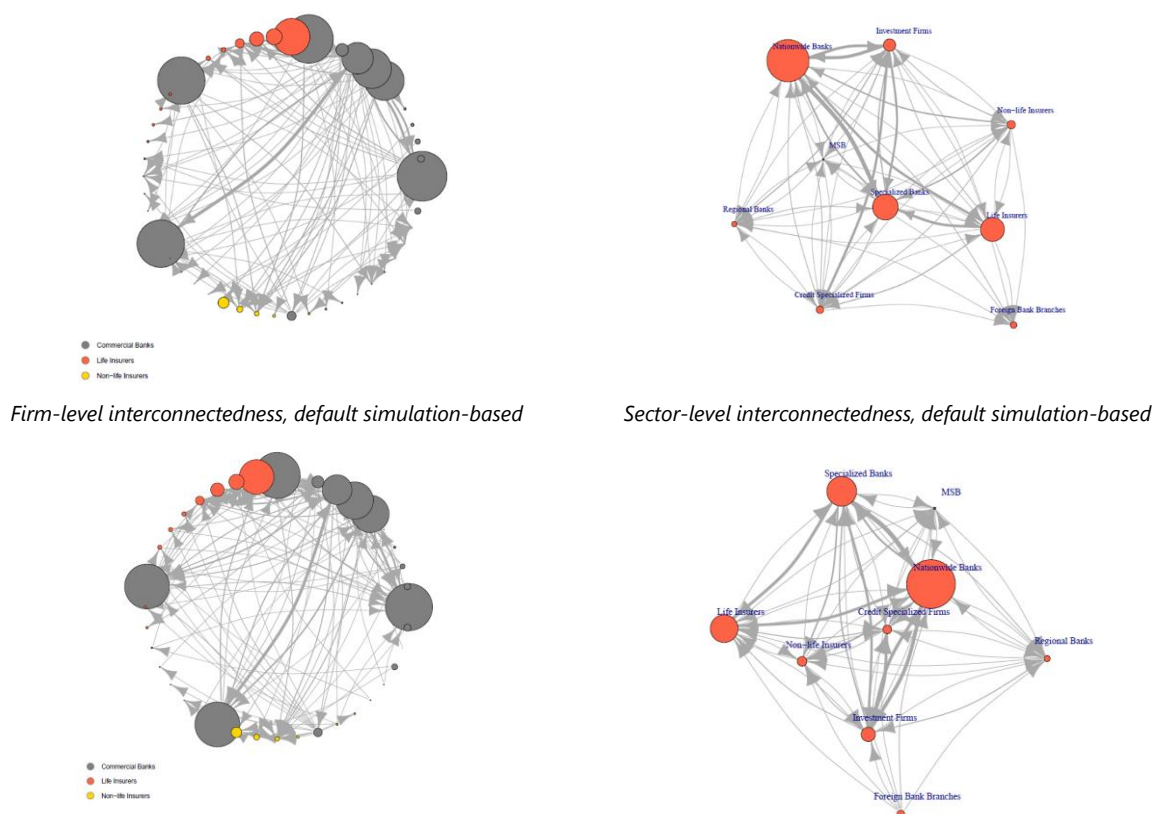 Nationwide Banks
Investment Firms
Non-life Insurers
MSB
Specialized Banks
Regional Banks
Life Insurers
Credit Specialized Firms
Foreign Bank Branches
Commercial Banks
Life Insurers
Non-life Insurers
Firm-level interconnectedness, default simulation-based
Sector-level interconnectedness, default simulation-based
Specialized Banks
MSB
Nationwide Banks
Life Insurers
Credit Specialized Firms
Non-life Insurers
Regional Banks
Investment Firms
Foreign Bank Branches
Commercial Banks
Life Insurers
Non-life Insurers